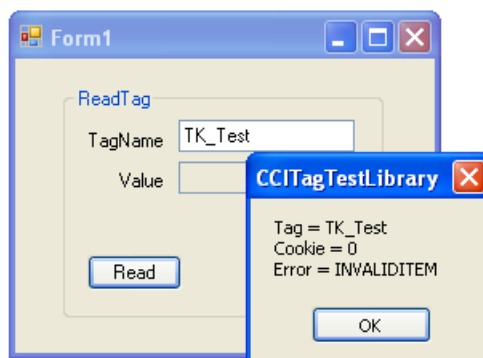 Form1
ReadTag
TagName TK_Test
Value
Read
CCITagTestLibrary
Tag = TK_Test
Cookie = 0
Error = INVALIDITEM
OK